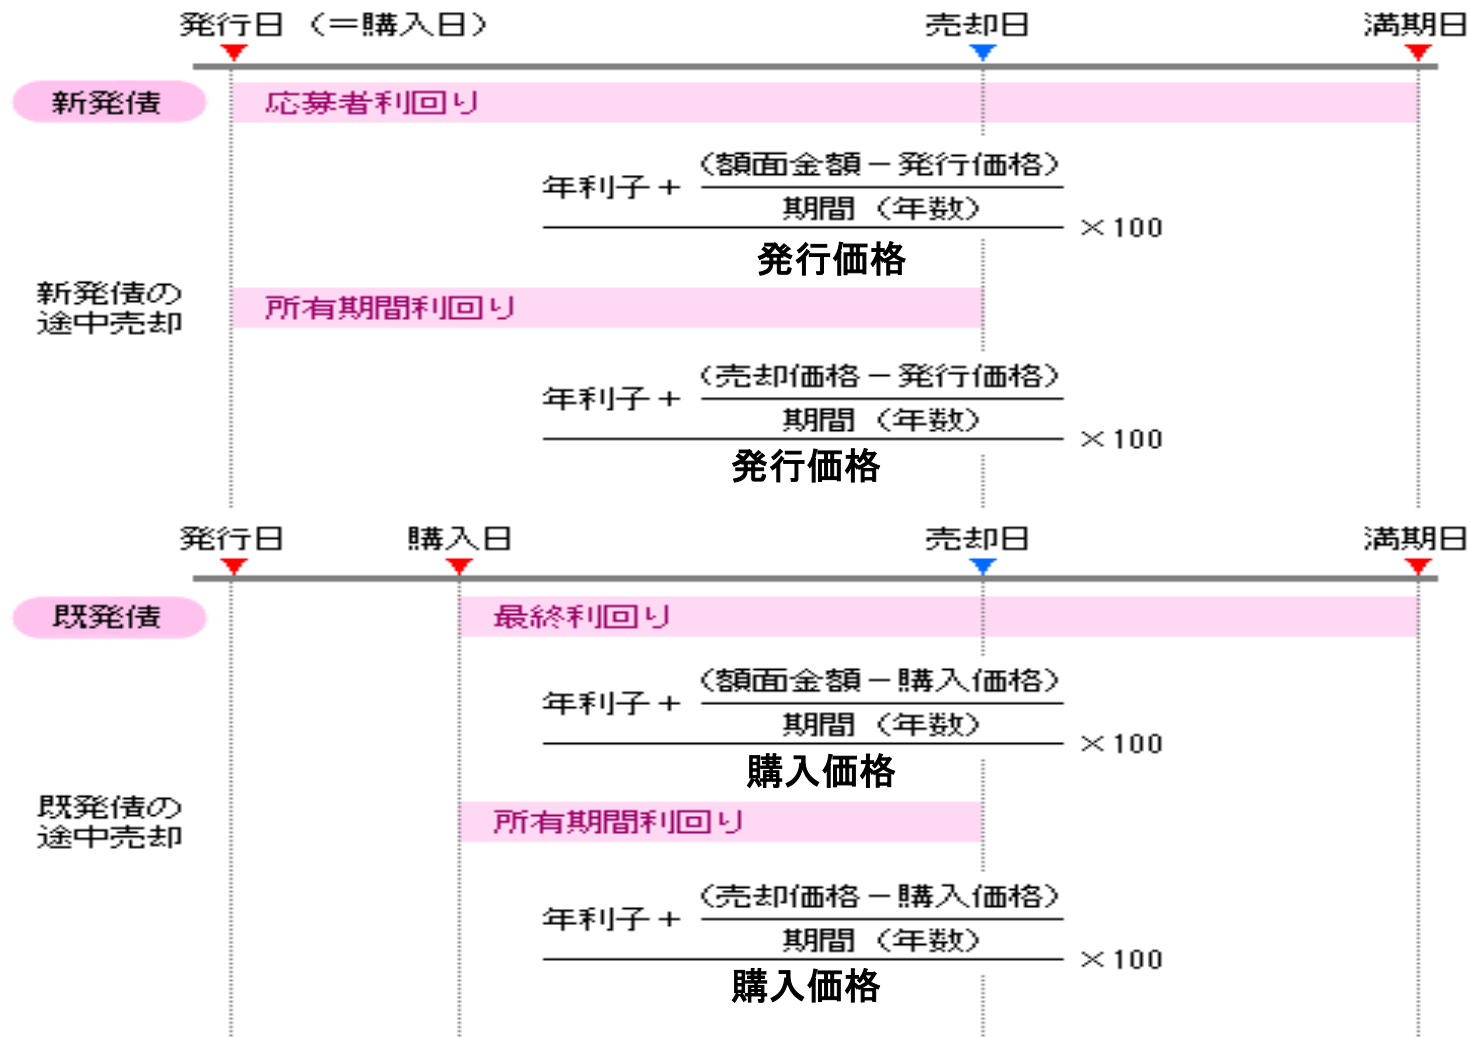 発行日（＝購入日） 売却日 満期日
新発債 応募者利回り
（額面金額－発行価格）
年利子＋
期間（年数）
×100
発行価格
新発債の
途中売却
所有期間利回り
（売却価格－発行価格）
年利子＋
期間（年数）
×100
発行価格
発行日 購入日 売却日 満期日
既発債 最終利回り
（額面金額－購入価格）
年利子＋
期間（年数）
×100
購入価格
既発債の
途中売却
所有期間利回り
（売却価格－購入価格）
年利子＋
期間（年数）
×100
購入価格